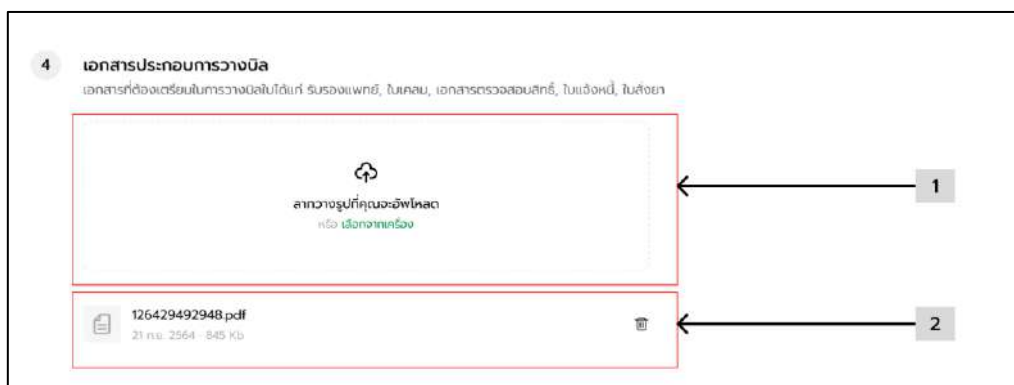 4
เอกสารประกอบการวางบิล
เอกสารที่ต้องเตรียมในการวางบิลใบได้แก่ รับรองแพทย์, ใบเคลม, เอกสารตรวจสอบสิทธิ์, ใบแจ้งหนี้, ใบสั่งยา
ลากวางรูปที่คุณจะอัพโหลด
หรือ เลือกจากเครื่อง
1
126429492948.pdf
21 ก.ย. 2564 - 845 Kb
2